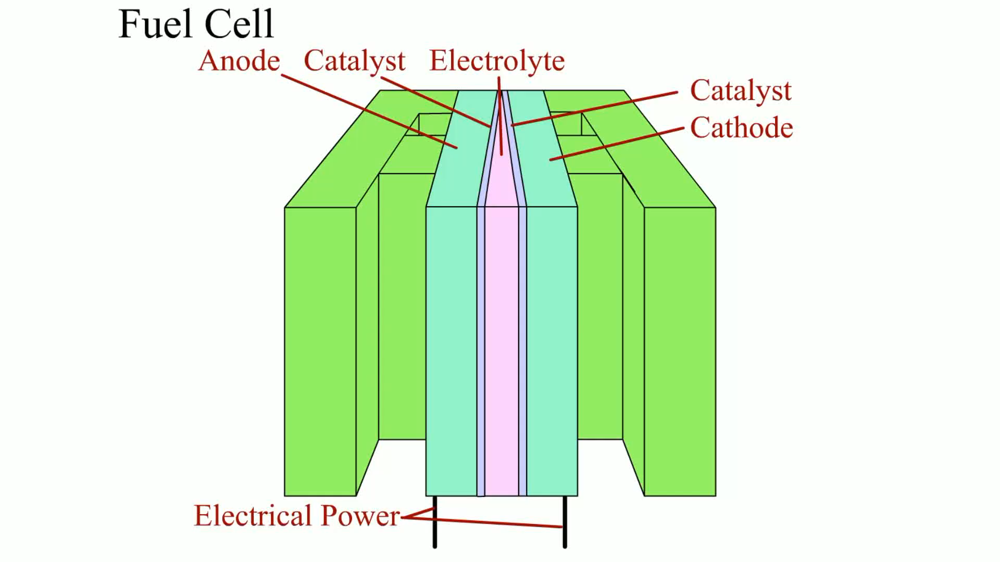 Fuel Cell
Anode Catalyst Electrolyte
Catalyst
Cathode
Electrical Power